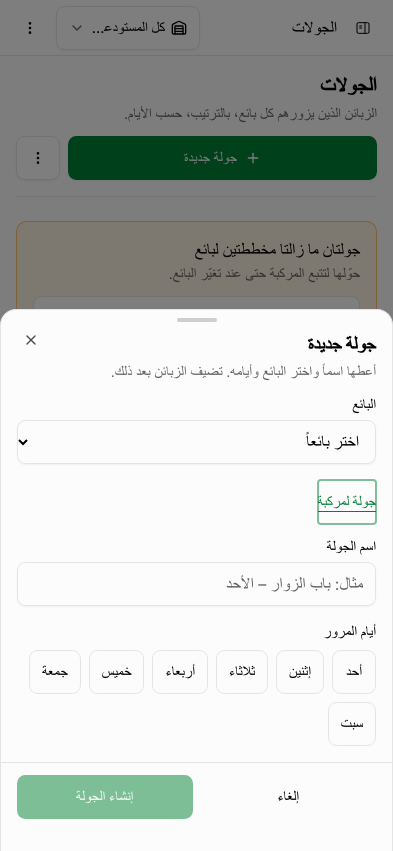 الجولات
كل المستودعـ...
الجولات
الزبائن الذين يزورهم كل بائع، بالترتيب، حسب الأيام.
جولة جديدة
جولتان ما زالتا مخططتين لبائع
حوّلها لتتبع المركبة حتى عند تغيّر البائع.
جولة جديدة
أعطها اسماً واختر البائع وأيامه. تضيف الزبائن بعد ذلك.
البائع
اختر بائعاً
جولة لمركبة
اسم الجولة
مثال: باب الزوار – الأحد
أيام المرور
أحد
إثنين
ثلاثاء
أربعاء
خميس
جمعة
سبت
إلغاء
إنشاء الجولة